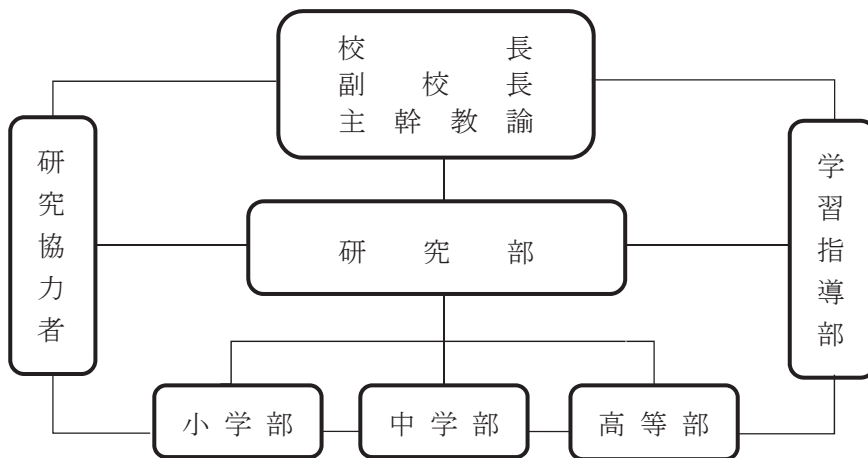 校長
副校長
主幹教諭
研究協力者
学習指導部
研究部
小学部
中学部
高等部